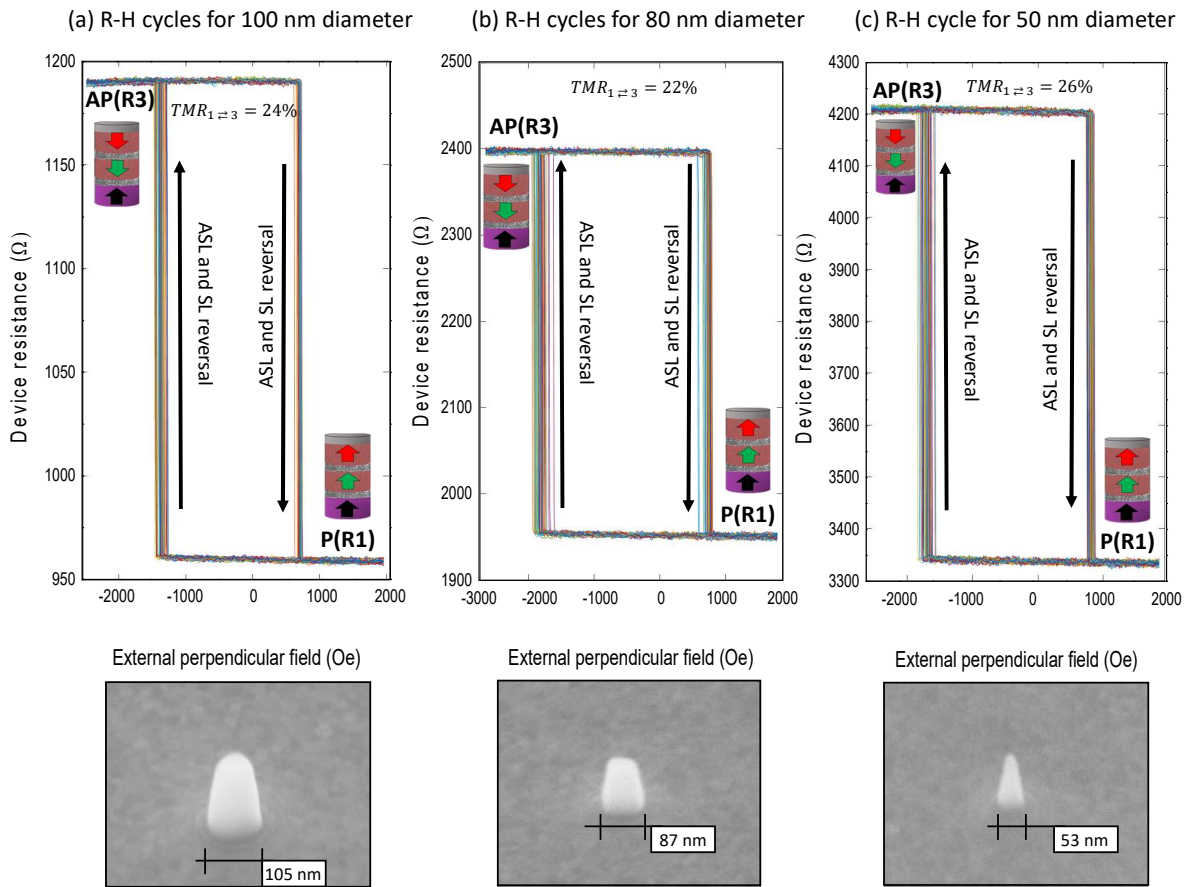 (a) R-H cycles for 100 nm diameter
1200
1150
1100
1050
1000
950
Device resistance (Ω)
AP(R3)
TMR1⇄3 = 24%
ASL and SL reversal
ASL and SL reversal
P(R1)
-2000
-1000
0
1000
2000
External perpendicular field (Oe)
105 nm
(b) R-H cycles for 80 nm diameter
2500
2400
2300
2200
2100
2000
1900
Device resistance (Ω)
TMR1⇄3 = 22%
AP(R3)
ASL and SL reversal
ASL and SL reversal
P(R1)
-3000
-2000
-1000
0
1000
2000
External perpendicular field (Oe)
87 nm
(c) R-H cycle for 50 nm diameter
4300
4200
4100
4000
3900
3800
3700
3600
3500
3400
3300
Device resistance (Ω)
AP(R3)
TMR1⇄3 = 26%
ASL and SL reversal
ASL and SL reversal
P(R1)
-2000
-1000
0
1000
2000
External perpendicular field (Oe)
53 nm